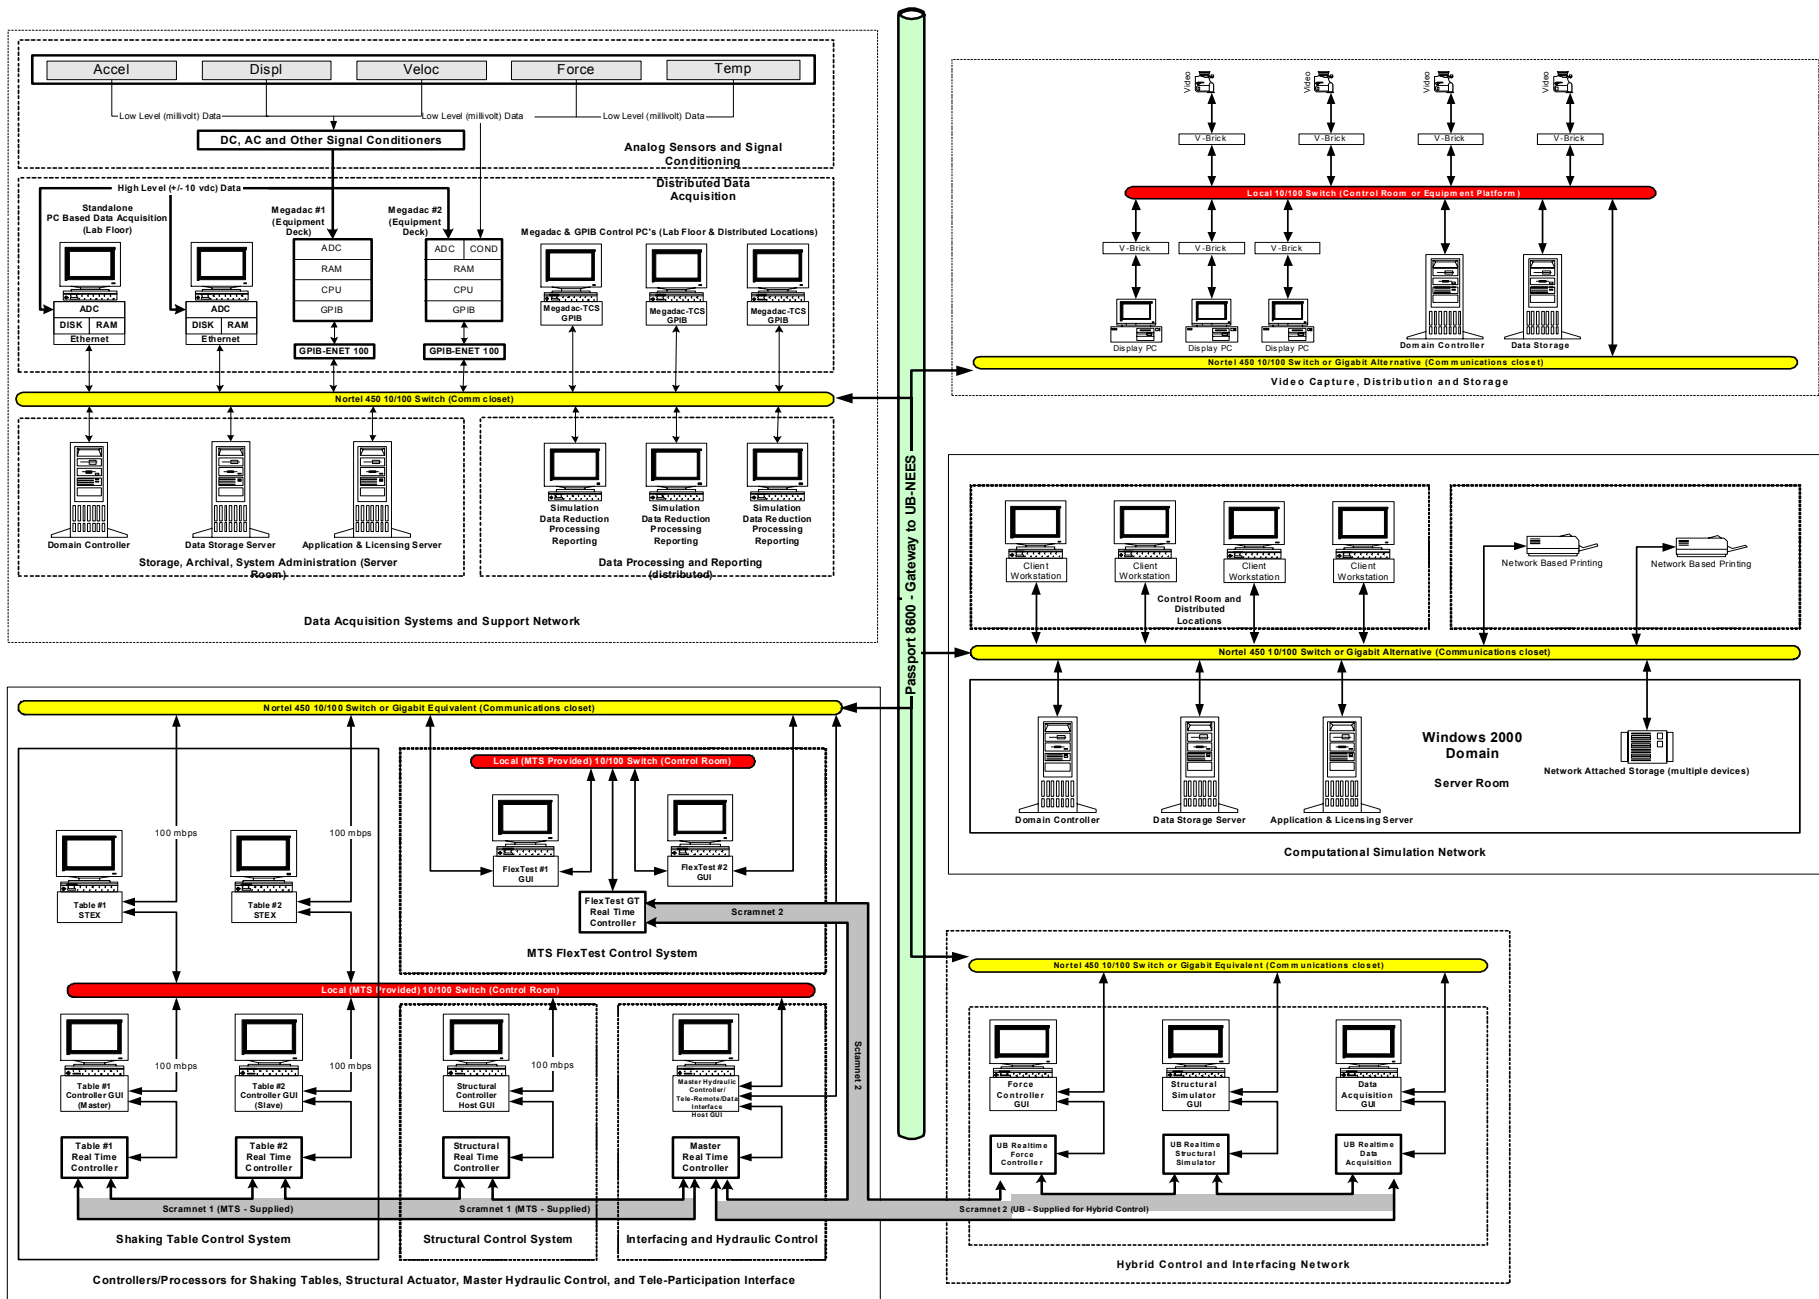 Accel
Displ
Veloc
Force
Temp
Low Level (millivolt) Data
Low Level (millivolt) Data
Low Level (millivolt) Data
DC, AC and Other Signal Conditioners
Analog Sensors and Signal
Conditioning
Distributed Data
Acquisition
High Level (+/- 10 vdc) Data
Standalone
PC Based Data Acquisition
(Lab Floor)
Megadac #1
(Equipment
Deck)
Megadac #2
(Equipment
Deck)
Megadac & GPIB Control PC's (Lab Floor & Distributed Locations)
ADC
DISK RAM
Ethernet
ADC
DISK RAM
Ethernet
ADC
RAM
CPU
GPIB
GPIB-ENET 100
ADC COND
RAM
CPU
GPIB
GPIB-ENET 100
Megadac-TCS
GPIB
Megadac-TCS
GPIB
Megadac-TCS
GPIB
Nortel 450 10/100 Switch (Comm closet)
Domain Controller
Data Storage Server
Application & Licensing Server
Storage, Archival, System Administration (Server
Room)
Simulation
Data Reduction
Processing
Reporting
Simulation
Data Reduction
Processing
Reporting
Simulation
Data Reduction
Processing
Reporting
Data Processing and Reporting
(distributed)
Data Acquisition Systems and Support Network
Passport 8600 - Gateway to UB-NEES
Video
Video
Video
Video
V-Brick
V-Brick
V-Brick
V-Brick
Local 10/100 Switch (Control Room or Equipment Platform)
V-Brick
V-Brick
V-Brick
Display PC
Display PC
Display PC
Domain Controller
Data Storage
Nortel 450 10/100 Switch or Gigabit Alternative (Communications closet)
Video Capture, Distribution and Storage
Client
Workstation
Client
Workstation
Client
Workstation
Client
Workstation
Control Room and
Distributed
Locations
Network Based Printing
Network Based Printing
Nortel 450 10/100 Switch or Gigabit Alternative (Communications closet)
Domain Controller
Data Storage Server
Application & Licensing Server
Windows 2000
Domain
Server Room
Network Attached Storage (multiple devices)
Computational Simulation Network
Nortel 450 10/100 Switch or Gigabit Equivalent (Communications closet)
Local (MTS Provided) 10/100 Switch (Control Room)
100 mbps
100 mbps
Table #1
STEX
Table #2
STEX
FlexTest #1
GUI
FlexTest #2
GUI
FlexTest GT
Real Time
Controller
Scramnet 2
MTS FlexTest Control System
Local (MTS Provided) 10/100 Switch (Control Room)
100 mbps
100 mbps
100 mbps
Table #1
Controller GUI
(Master)
Table #2
Controller GUI
(Slave)
Structural
Controller
Host GUI
Master Hydraulic
Controller/
Tele-Remote/Data
Interface
Host GUI
Table #1
Real Time
Controller
Table #2
Real Time
Controller
Structural
Real Time
Controller
Master
Real Time
Controller
Sctamnet 2
Scramnet 1 (MTS - Supplied)
Scramnet 1 (MTS - Supplied)
Shaking Table Control System
Structural Control System
Interfacing and Hydraulic Control
Controllers/Processors for Shaking Tables, Structural Actuator, Master Hydraulic Control, and Tele-Participation Interface
Nortel 450 10/100 Switch or Gigabit Equivalent (Communications closet)
Force
Controller
GUI
Structural
Simulator
GUI
Data
Acquisition
GUI
UB Realtime
Force
Controller
UB Realtime
Structural
Simulator
UB Realtime
Data
Acquisition
Scramnet 2 (UB - Supplied for Hybrid Control)
Hybrid Control and Interfacing Network